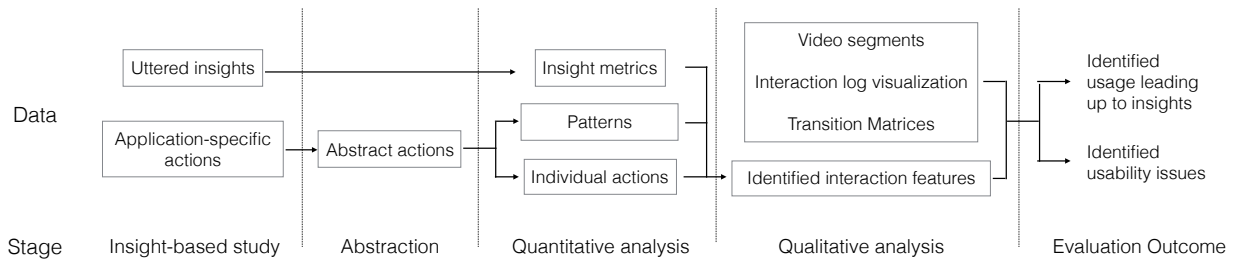 Data
Uttered insights
Application-specific
actions
Abstract actions
Insight metrics
Patterns
Individual actions
Video segments
Interaction log visualization
Transition Matrices
Identified interaction features
Identified
usage leading
up to insights
Identified
usability issues
Stage
Insight-based study
Abstraction
Quantitative analysis
Qualitative analysis
Evaluation Outcome